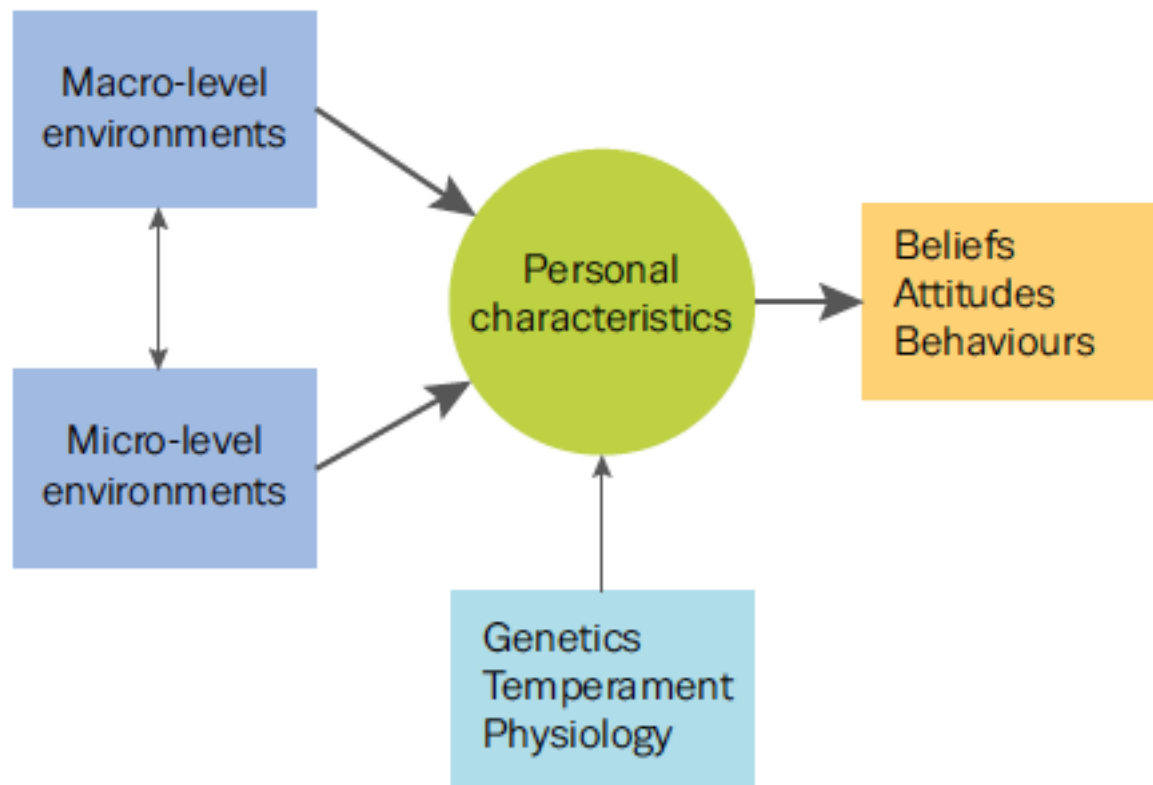 Macro-level
environments
Personal
characteristics
Beliefs
Attitudes
Behaviours
Micro-level
environments
Genetics
Temperament
Physiology